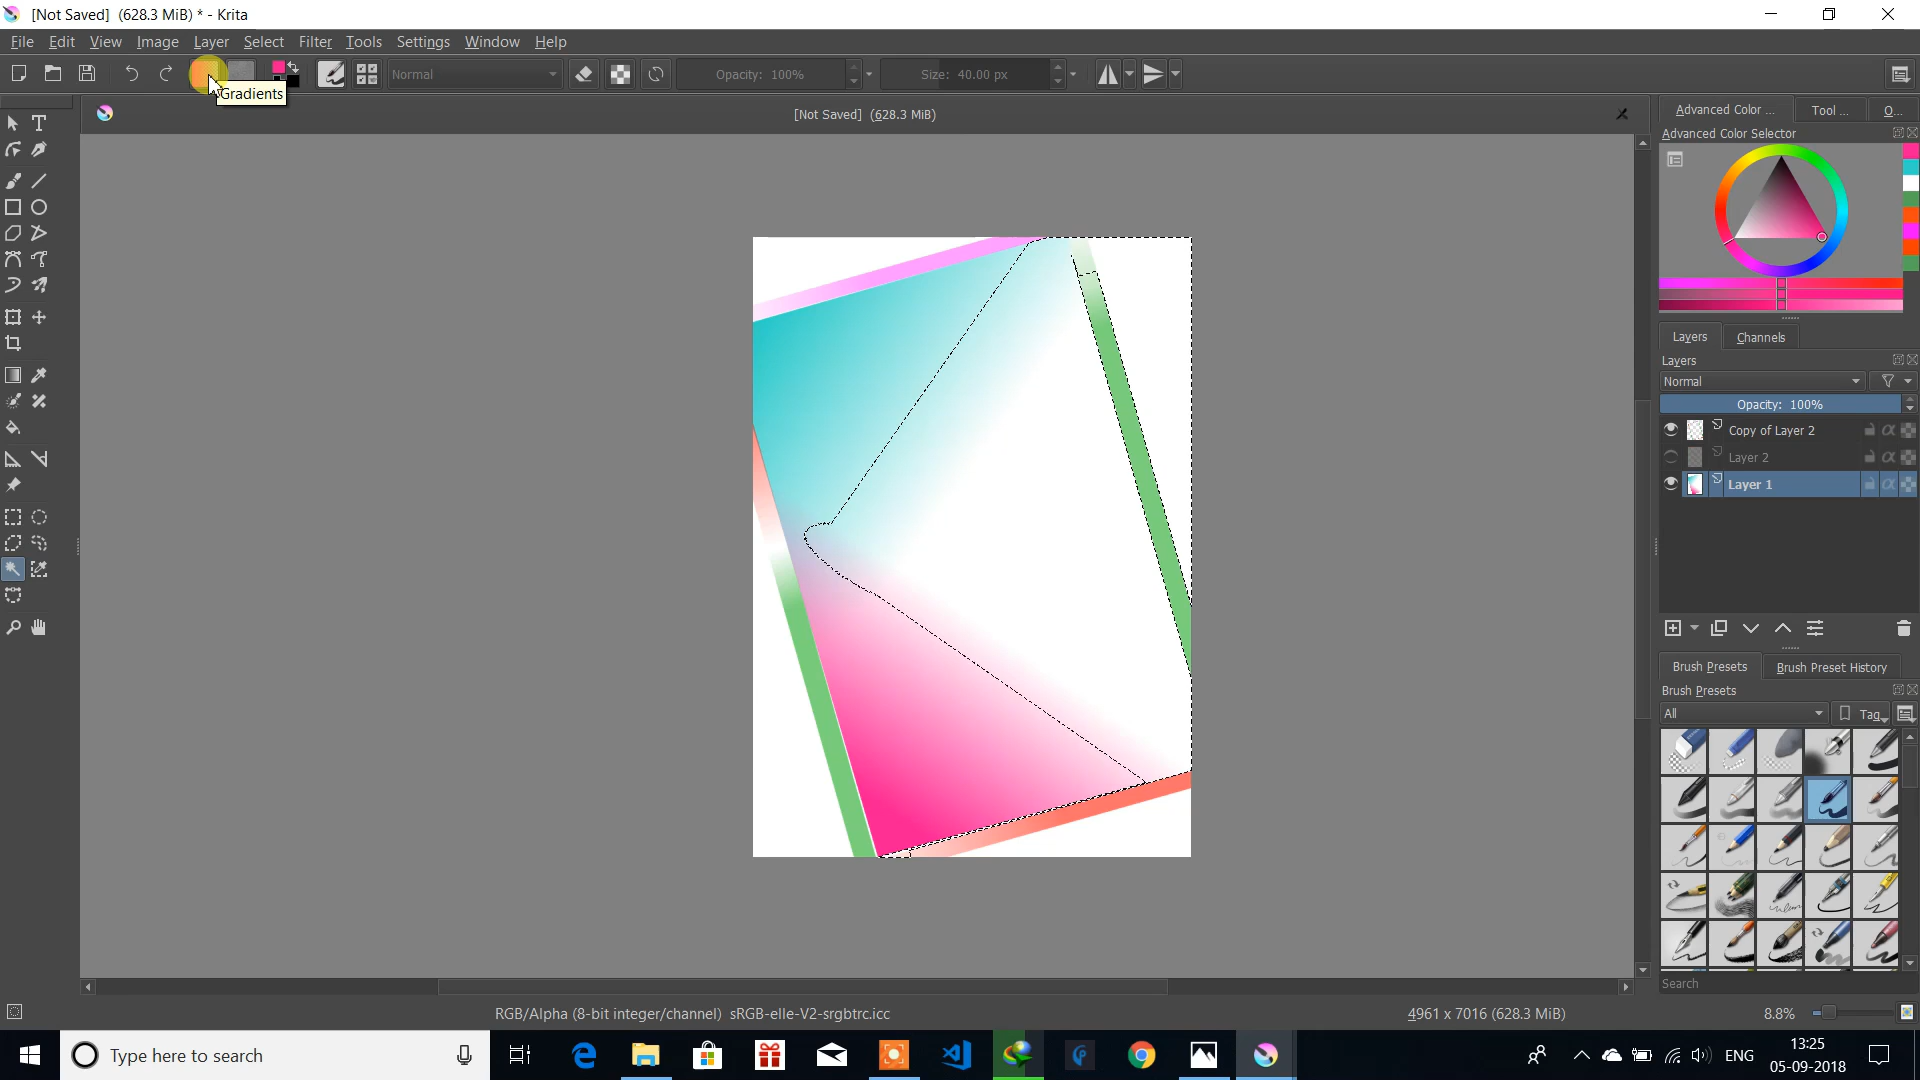 [Not Saved]  (628.3 MiB) * - Krita
File Edit View Image Layer Select Filter Tools Settings Window Help
Normal Opacity: 100% Size: 40.00 px
Gradients
[Not Saved]  (628.3 MiB)
Advanced Color ... Tool ... O...
Advanced Color Selector
Layers Channels
Layers
Normal
Opacity: 100%
Copy of Layer 2
Layer 2
Layer 1
Brush Presets Brush Preset History
Brush Presets
All Tag
Search
RGB/Alpha (8-bit integer/channel)  sRGB-elle-V2-srgbtrc.icc 4961 x 7016 (628.3 MiB) 8.8%
Type here to search ENG 13:25
05-09-2018